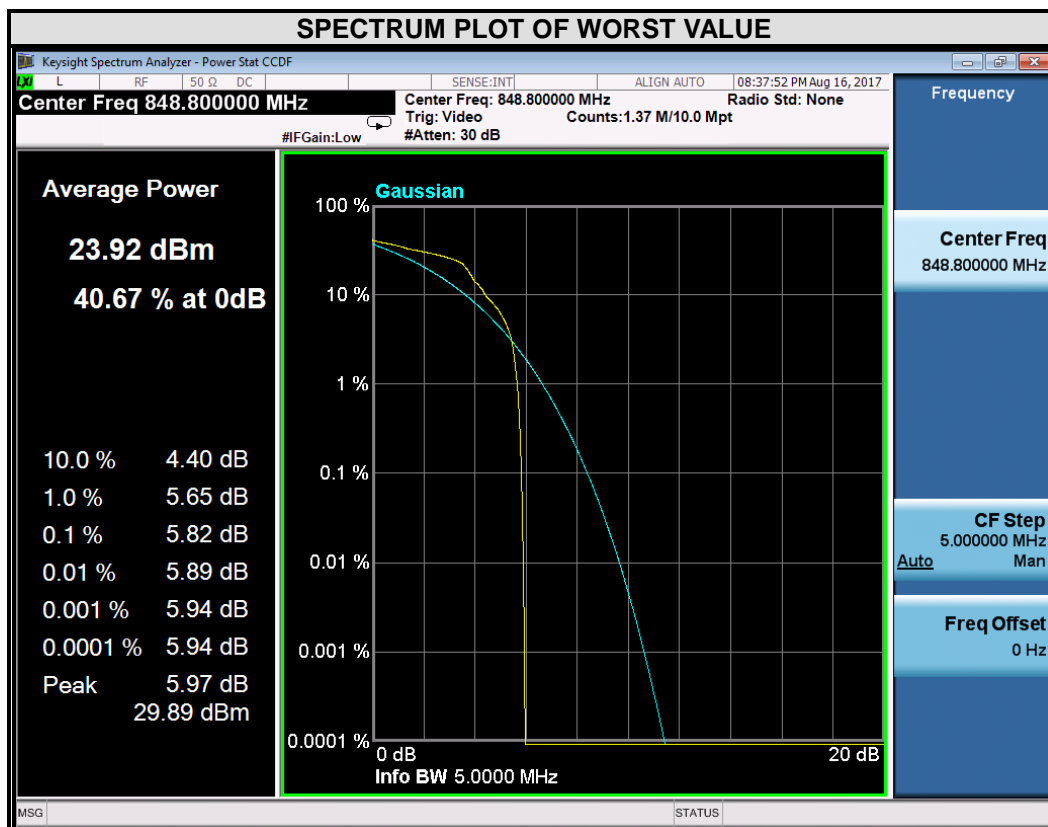 SPECTRUM PLOT OF WORST VALUE
Keysight Spectrum Analyzer - Power Stat CCDF
LXI L RF 50 Ω DC SENSE:INT ALIGN AUTO 08:37:52 PM Aug 16, 2017
Center Freq 848.800000 MHz
Center Freq: 848.800000 MHz Radio Std: None
Trig: Video Counts:1.37 M/10.0 Mpt
#IFGain:Low #Atten: 30 dB
Average Power
23.92 dBm
40.67 % at 0dB
10.0 % 4.40 dB
1.0 % 5.65 dB
0.1 % 5.82 dB
0.01 % 5.89 dB
0.001 % 5.94 dB
0.0001 % 5.94 dB
Peak 5.97 dB
29.89 dBm
Gaussian
100 %
10 %
1 %
0.1 %
0.01 %
0.001 %
0.0001 %
0 dB 20 dB
Info BW 5.0000 MHz
Frequency
Center Freq
848.800000 MHz
CF Step
5.000000 MHz
Auto Man
Freq Offset
0 Hz
MSG STATUS